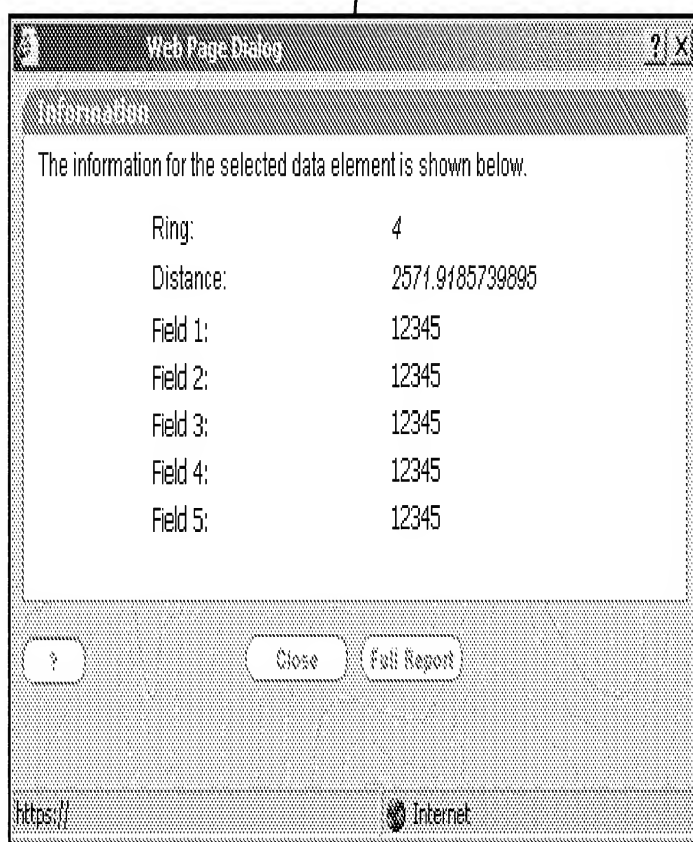 Web Page Dialog ? X
Information
The information for the selected data element is shown below.
Ring: 4
Distance: 2571.9185739895
Field 1: 12345
Field 2: 12345
Field 3: 12345
Field 4: 12345
Field 5: 12345
? Close Full Report
https:// Internet